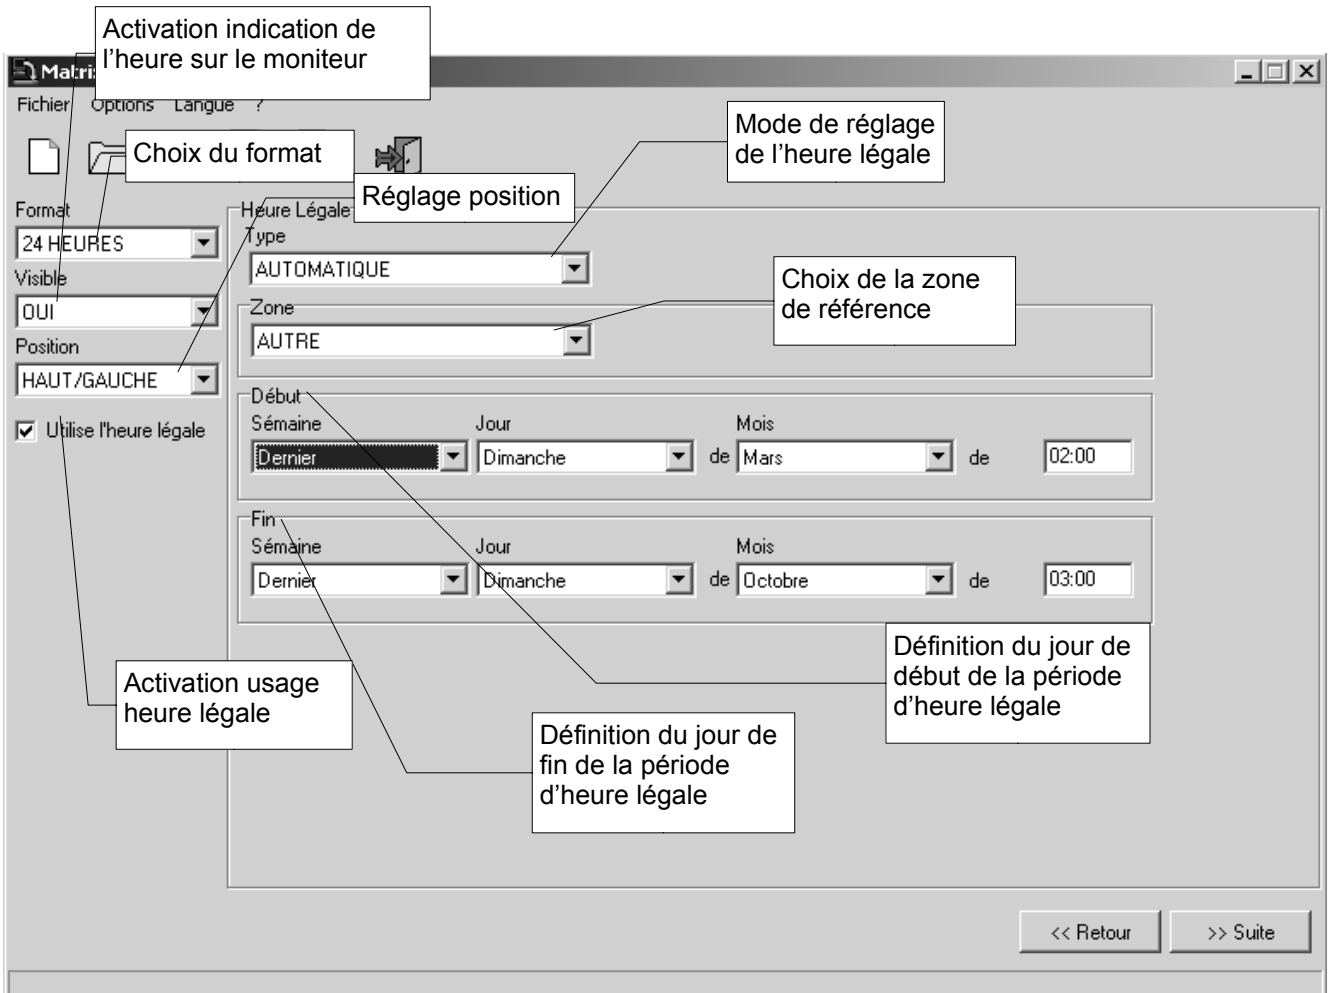 Activation indication de
l’heure sur le moniteur
Fichier Options Langue ?
Choix du format
Mode de réglage
de l’heure légale
Réglage position
Format
24 HEURES
Visible
OUI
Position
HAUT/GAUCHE
Utilise l'heure légale
Heure Légale
Type
AUTOMATIQUE
Choix de la zone
de référence
Zone
AUTRE
Début
Sémaine Jour Mois
Dernier Dimanche de Mars de 02:00
Fin
Sémaine Jour Mois
Dernier Dimanche de Octobre de 03:00
Activation usage
heure légale
Définition du jour de
fin de la période
d’heure légale
Définition du jour de
début de la période
d’heure légale
<< Retour >> Suite